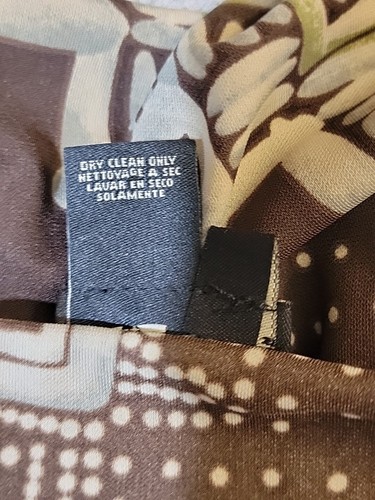 DRY CLEAN ONLY
NETTOYAGE A SEC
LAVAR EN SECO
SOLAMENTE